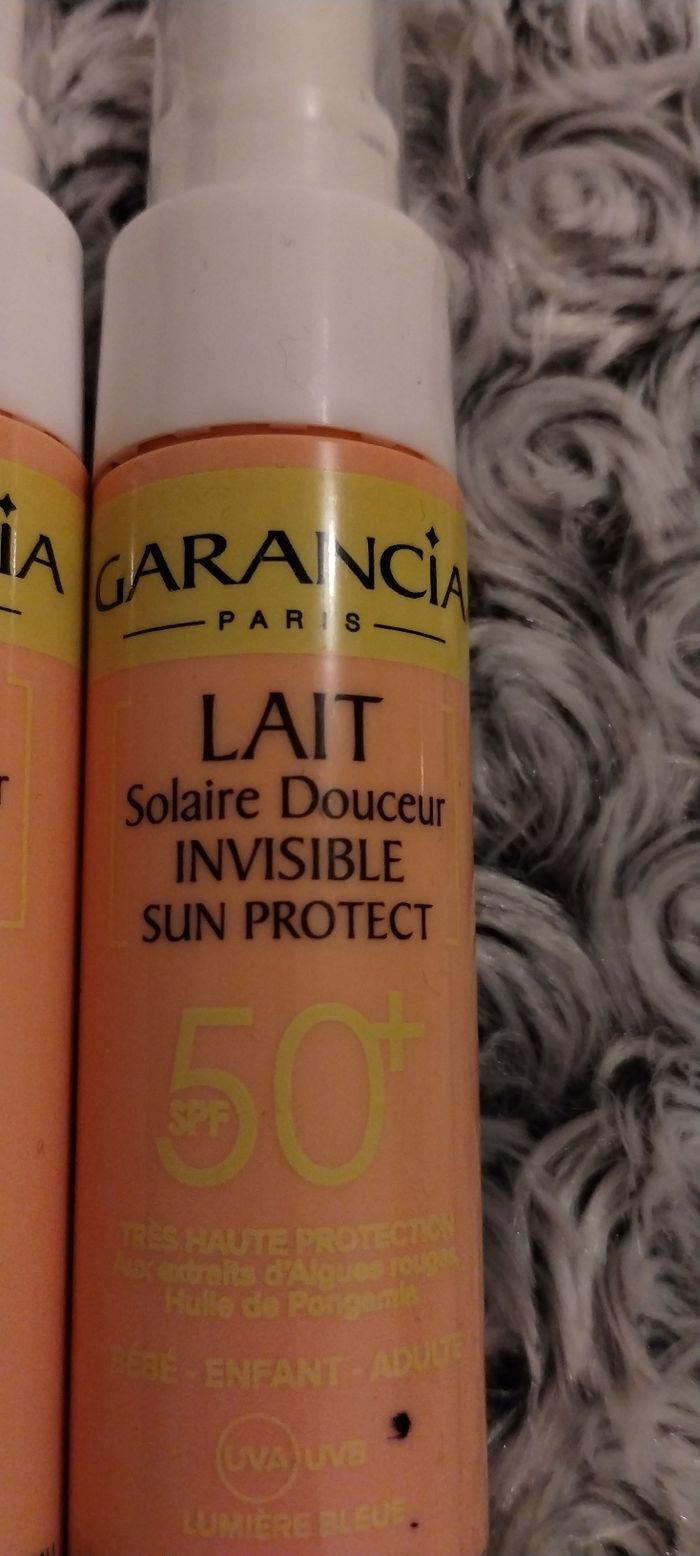 GARANCIA
PARIS
LAIT
Solaire Douceur
INVISIBLE
SUN PROTECT
SPF 50+
TRÈS HAUTE PROTECTION
Aux extraits d'Algues rouges,
Huile de Pongamia
BÉBÉ - ENFANT - ADULTE
UVA UVB
LUMIÈRE BLEUE
IA